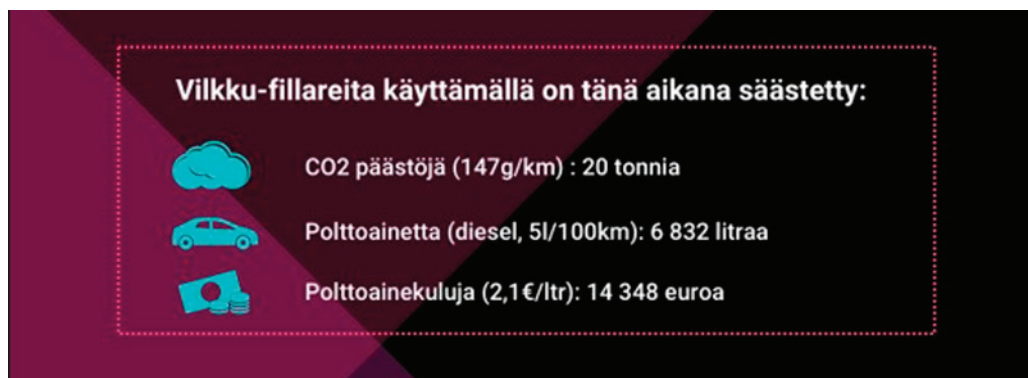 Vilkku-fillareita käyttämällä on tänä aikana säästetty:
CO2 päästöjä (147g/km) : 20 tonnia
Polttoainetta (diesel, 5l/100km): 6 832 litraa
Polttoainekuluja (2,1€/ltr): 14 348 euroa